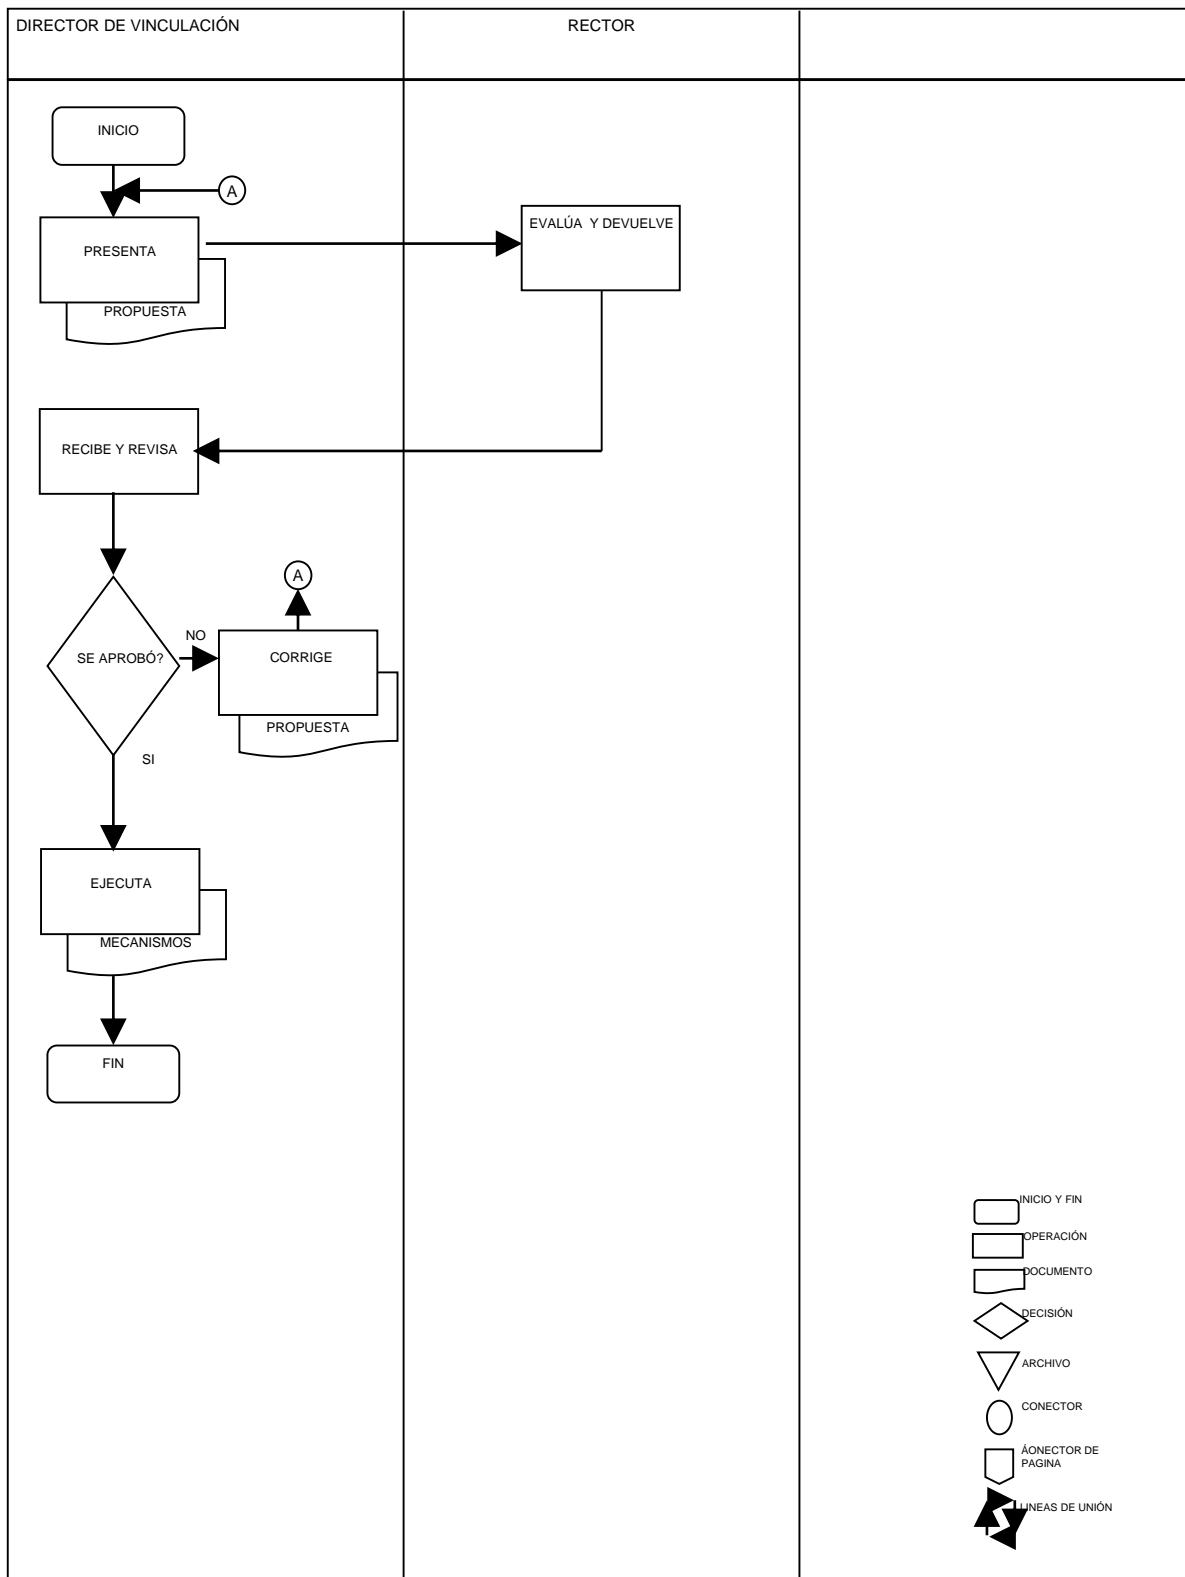 DIRECTOR DE VINCULACIÓN
RECTOR
INICIO
A
PRESENTA
PROPUESTA
EVALÚA Y DEVUELVE
RECIBE Y REVISA
A
NO
SE APROBÓ?
CORRIGE
PROPUESTA
SI
EJECUTA
MECANISMOS
FIN
INICIO Y FIN
OPERACIÓN
DOCUMENTO
DECISIÓN
ARCHIVO
CONECTOR
ÁONECTOR DE
PAGINA
LINEAS DE UNIÓN